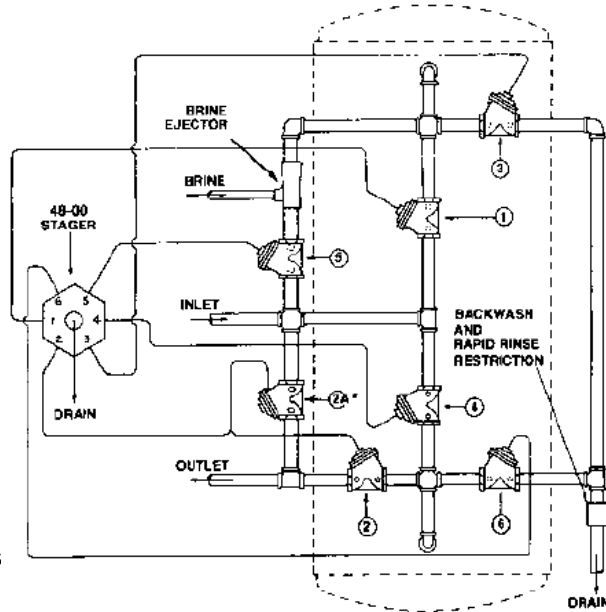 BRINE
EJECTOR
BRINE
48-00
STAGER
INLET
DRAIN
OUTLET
6
5
1
4
2
3
3
1
5
BACKWASH
AND
RAPID RINSE
RESTRICTION
2A*
4
2
6
DRAIN